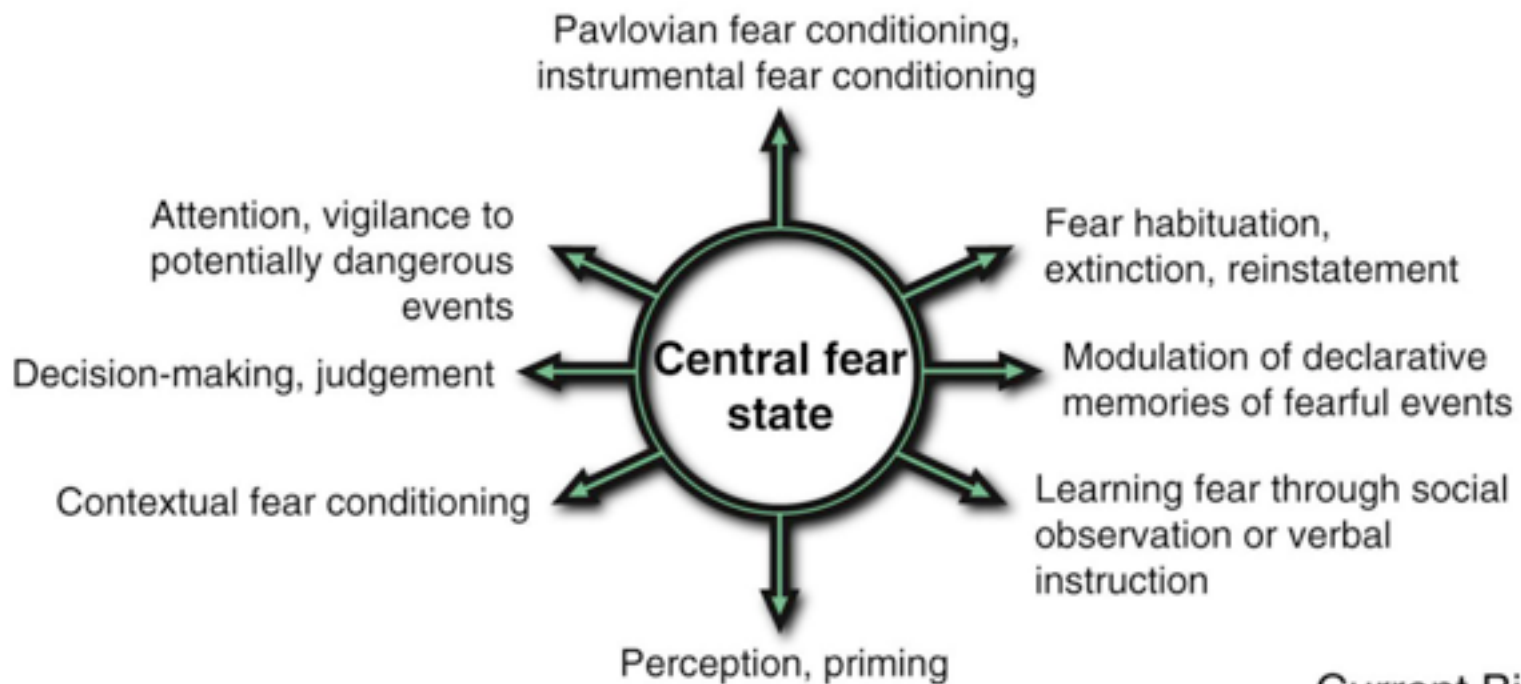 Pavlovian fear conditioning,
instrumental fear conditioning
Attention, vigilance to
potentially dangerous
events
Fear habituation,
extinction, reinstatement
Central fear
state
Decision-making, judgement
Modulation of declarative
memories of fearful events
Contextual fear conditioning
Learning fear through social
observation or verbal
instruction
Perception, priming